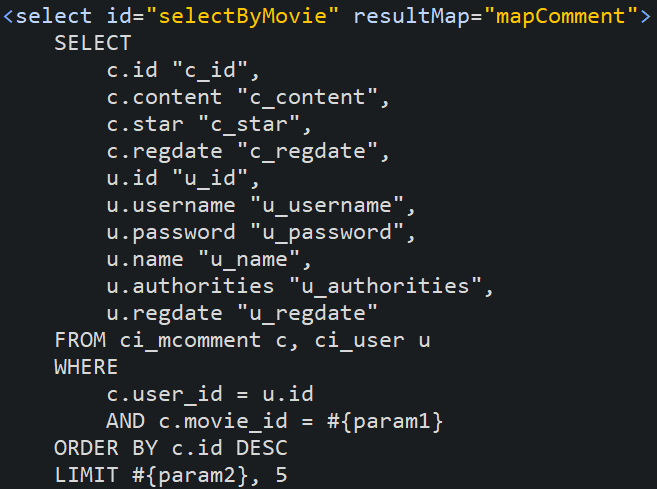 <select id="selectByMovie" resultMap="mapComment">
    SELECT
        c.id "c_id",
        c.content "c_content",
        c.star "c_star",
        c.regdate "c_regdate",
        u.id "u_id",
        u.username "u_username",
        u.password "u_password",
        u.name "u_name",
        u.authorities "u_authorities",
        u.regdate "u_regdate"
    FROM ci_mcomment c, ci_user u
    WHERE
        c.user_id = u.id
        AND c.movie_id = #{param1}
    ORDER BY c.id DESC
    LIMIT #{param2}, 5